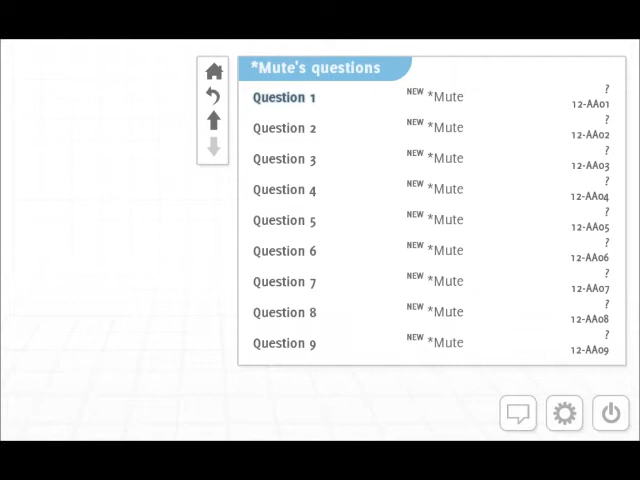 *Mute's questions
Question 1 NEW *Mute ? 12-AA01
Question 2 NEW *Mute ? 12-AA02
Question 3 NEW *Mute ? 12-AA03
Question 4 NEW *Mute ? 12-AA04
Question 5 NEW *Mute ? 12-AA05
Question 6 NEW *Mute ? 12-AA06
Question 7 NEW *Mute ? 12-AA07
Question 8 NEW *Mute ? 12-AA08
Question 9 NEW *Mute ? 12-AA09